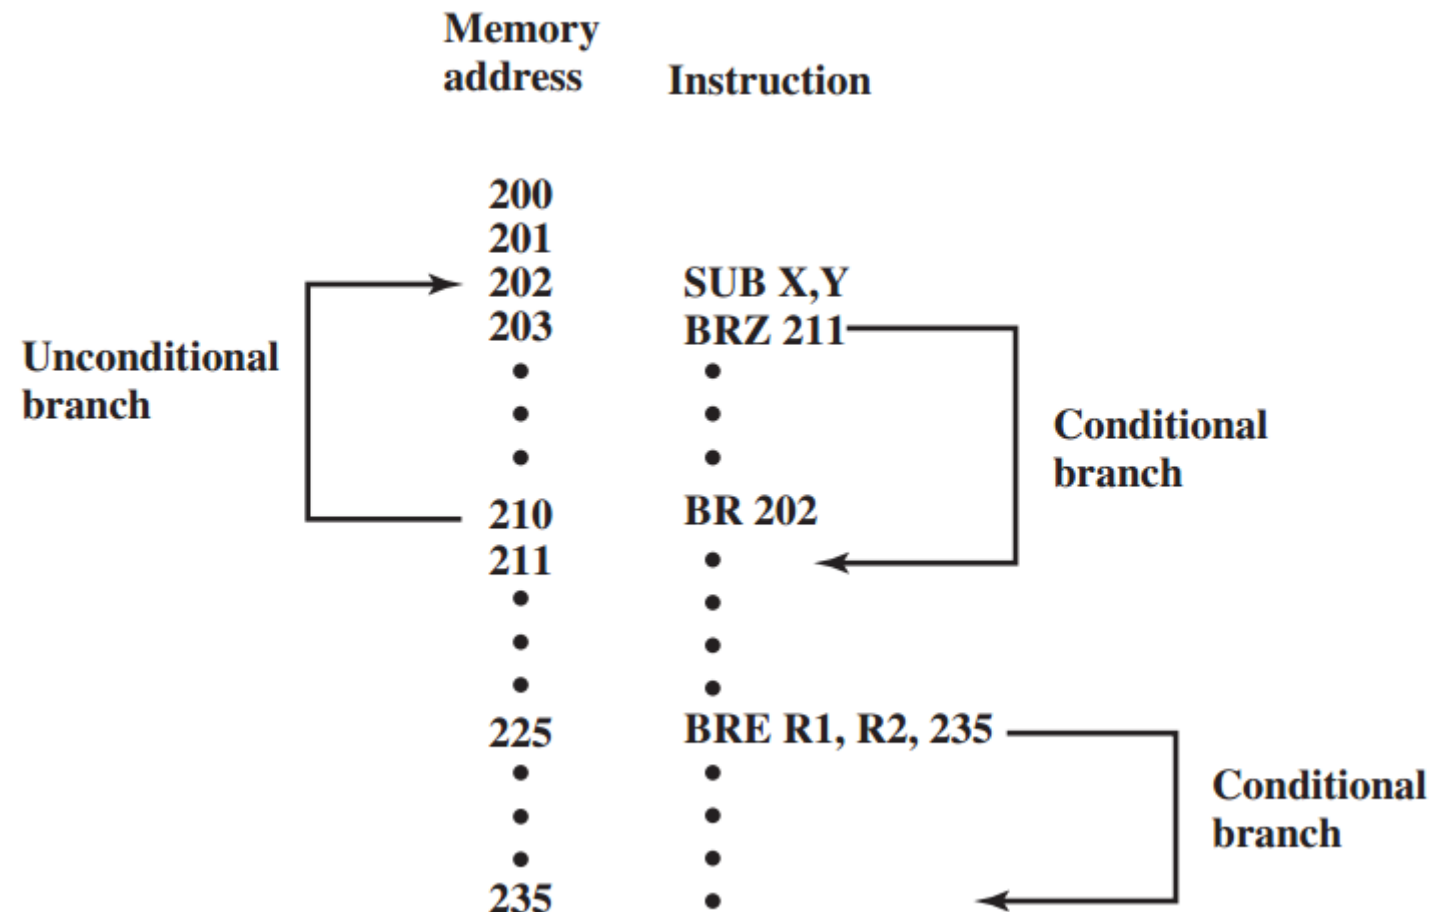 Memory
address
Instruction
200
201
202 SUB X,Y
203 BRZ 211
Unconditional
branch
Conditional
branch
210 BR 202
211
225 BRE R1, R2, 235
Conditional
branch
235